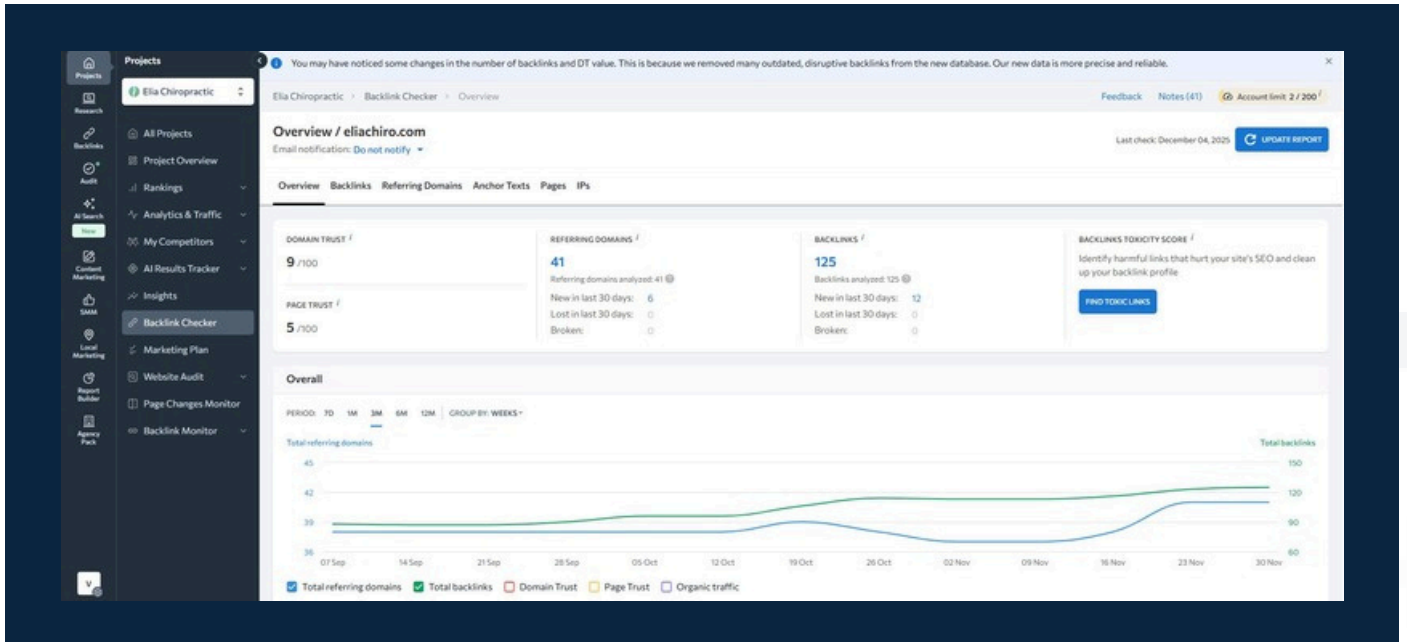 Projects
Research
Backlinks
Audit
AI Search
New
Content
Marketing
SMM
Local
Marketing
Report
Builder
Agency
Pack
V
Projects
Elia Chiropractic
All Projects
Project Overview
Rankings
Analytics & Traffic
My Competitors
AI Results Tracker
Insights
Backlink Checker
Marketing Plan
Website Audit
Page Changes Monitor
Backlink Monitor
You may have noticed some changes in the number of backlinks and DT value. This is because we removed many outdated, disruptive backlinks from the new database. Our new data is more precise and reliable.
Elia Chiropractic Backlink Checker Overview
Feedback Notes (41) Account limit: 2 / 200 i
Overview / eliachiro.com
Email notification: Do not notify
Last check: December 04, 2025 UPDATE REPORT
Overview Backlinks Referring Domains Anchor Texts Pages IPs
DOMAIN TRUST i
9 /100
PAGE TRUST i
5 /100
REFERRING DOMAINS i
41
Referring domains analyzed: 41
New in last 30 days: 6
Lost in last 30 days: 0
Broken: 0
BACKLINKS i
125
Backlinks analyzed: 125
New in last 30 days: 12
Lost in last 30 days: 0
Broken: 0
BACKLINKS TOXICITY SCORE i
Identify harmful links that hurt your site's SEO and clean
up your backlink profile
FIND TOXIC LINKS
Overall
PERIOD: 7D 1M 3M 6M 12M GROUP BY: WEEKS
Total referring domains Total backlinks
45 150
42 120
39 90
36 60
07 Sep 14 Sep 21 Sep 28 Sep 05 Oct 12 Oct 19 Oct 26 Oct 02 Nov 09 Nov 16 Nov 23 Nov 30 Nov
Total referring domains Total backlinks Domain Trust Page Trust Organic traffic